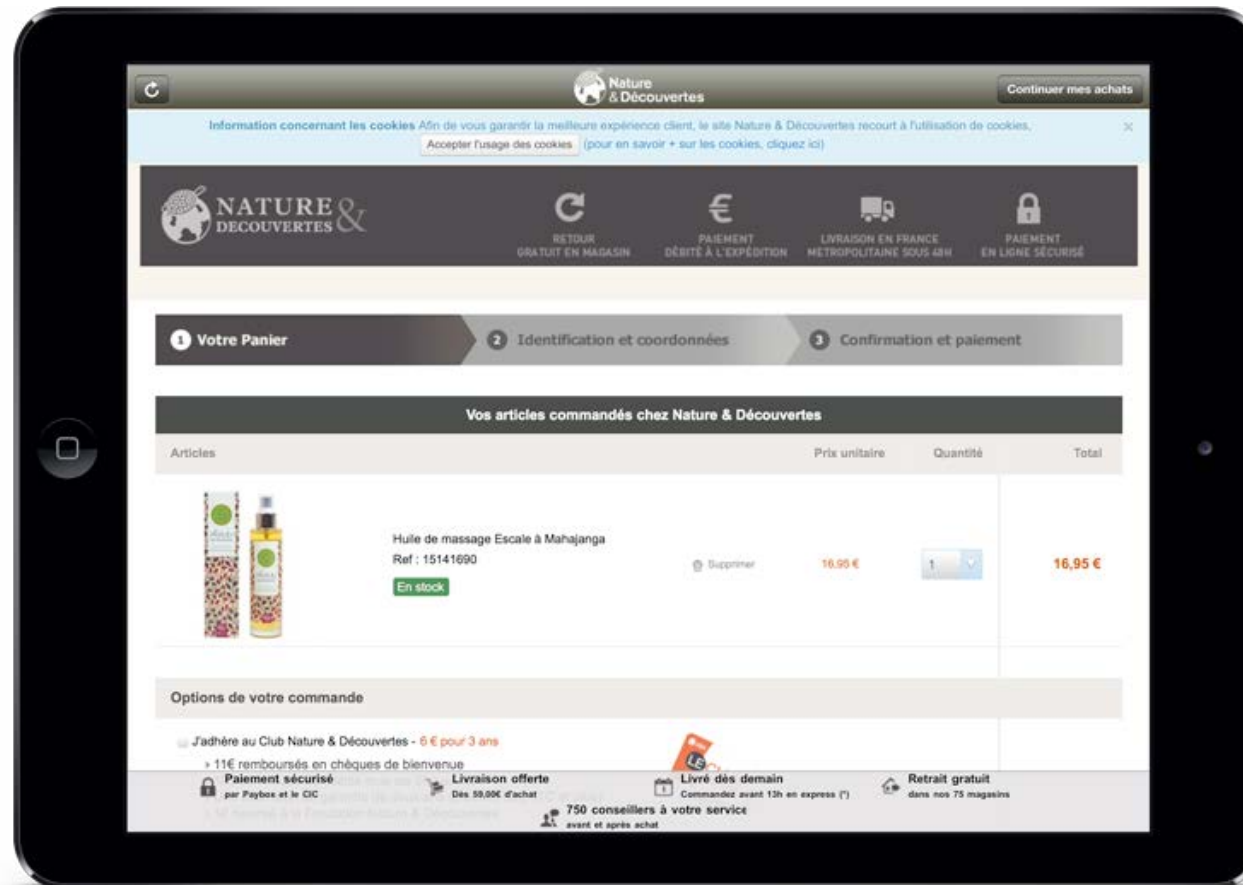 Nature
& Découvertes
Continuer mes achats
Information concernant les cookies Afin de vous garantir la meilleure expérience client, le site Nature & Découvertes recourt à l'utilisation de cookies.
Accepter l'usage des cookies (pour en savoir + sur les cookies, cliquez ici)
NATURE &
DECOUVERTES
RETOUR
GRATUIT EN MAGASIN
PAIEMENT
DÉBITÉ À L'EXPÉDITION
LIVRAISON EN FRANCE
MÉTROPOLITAINE SOUS 48H
PAIEMENT
EN LIGNE SÉCURISÉ
1 Votre Panier
2 Identification et coordonnées
3 Confirmation et paiement
Vos articles commandés chez Nature & Découvertes
Articles Prix unitaire Quantité Total
Huile de massage Escale à Mahajanga
Ref : 15141690
En stock
Supprimer 16,95 € 1 16,95 €
Options de votre commande
J'adhère au Club Nature & Découvertes - 6 € pour 3 ans
› 11€ remboursés en chèques de bienvenue
LE
Paiement sécurisé
par Paybox et le CIC
Livraison offerte
Dès 59,00€ d'achat
Livré dès demain
Commandez avant 13h en express (*)
Retrait gratuit
dans nos 75 magasins
750 conseillers à votre service
avant et après achat